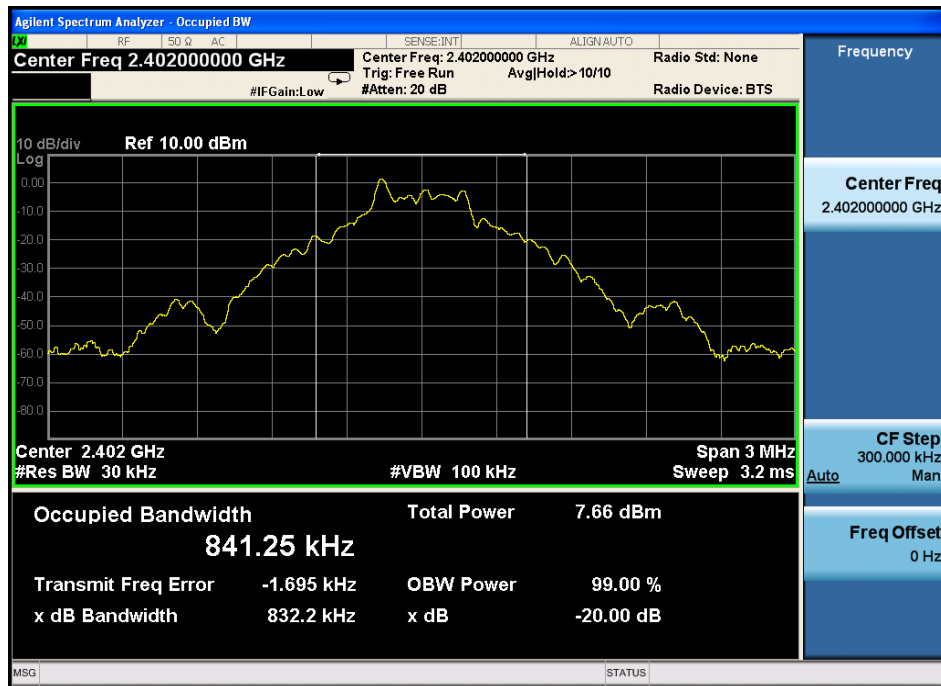 Agilent Spectrum Analyzer - Occupied BW
LXI RF 50 Ω AC SENSE:INT ALIGN AUTO
Center Freq 2.402000000 GHz
Center Freq: 2.402000000 GHz
Radio Std: None
Trig: Free Run Avg|Hold:>10/10
#IFGain:Low
#Atten: 20 dB
Radio Device: BTS
10 dB/div Ref 10.00 dBm
Log
0.00
-10.0
-20.0
-30.0
-40.0
-50.0
-60.0
-70.0
-80.0
Center 2.402 GHz Span 3 MHz
#Res BW 30 kHz #VBW 100 kHz Sweep 3.2 ms
Occupied Bandwidth Total Power 7.66 dBm
841.25 kHz
Transmit Freq Error -1.695 kHz OBW Power 99.00 %
x dB Bandwidth 832.2 kHz x dB -20.00 dB
MSG STATUS
Frequency
Center Freq
2.402000000 GHz
CF Step
300.000 kHz
Auto Man
Freq Offset
0 Hz